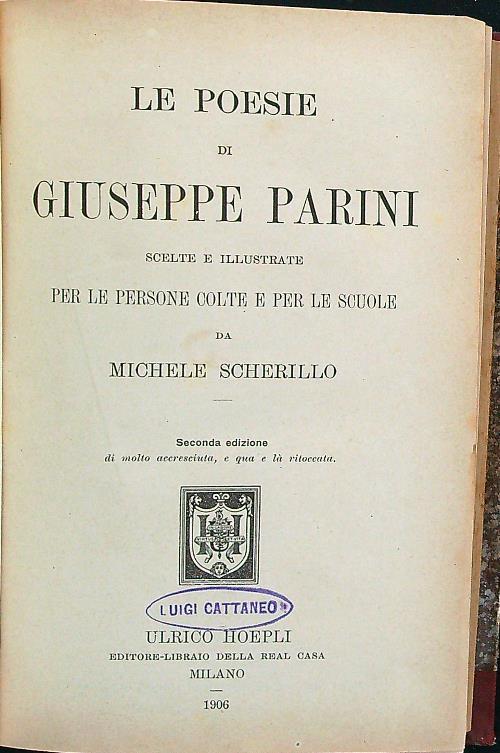 LE POESIE
DI
GIUSEPPE PARINI
SCELTE E ILLUSTRATE
PER LE PERSONE COLTE E PER LE SCUOLE
DA
MICHELE SCHERILLO
Seconda edizione
di molto accresciuta, e qua e là ritoccata.
LUIGI CATTANEO
ULRICO HOEPLI
EDITORE-LIBRAIO DELLA REAL CASA
MILANO
1906